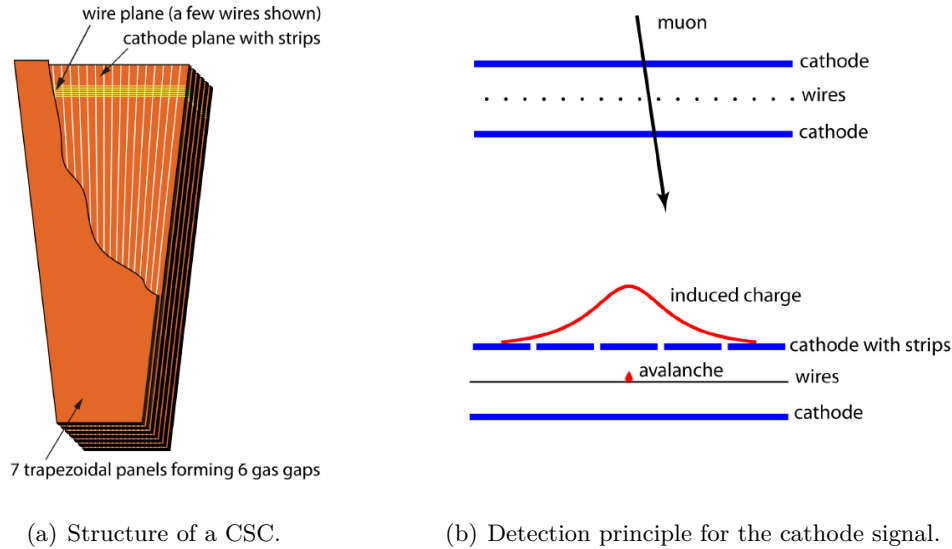 wire plane (a few wires shown)
cathode plane with strips
7 trapezoidal panels forming 6 gas gaps
(a) Structure of a CSC.
muon
cathode
wires
cathode
induced charge
cathode with strips
avalanche
wires
cathode
(b) Detection principle for the cathode signal.